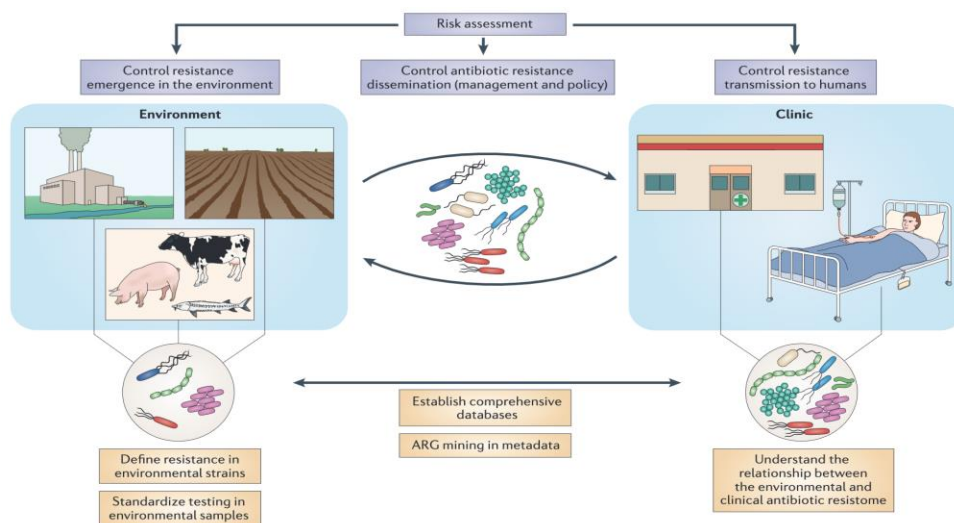 Risk assessment
Control resistance
emergence in the environment
Control antibiotic resistance
dissemination (management and policy)
Control resistance
transmission to humans
Environment
Clinic
Establish comprehensive
databases
ARG mining in metadata
Define resistance in
environmental strains
Standardize testing in
environmental samples
Understand the
relationship between
the environmental and
clinical antibiotic resistome